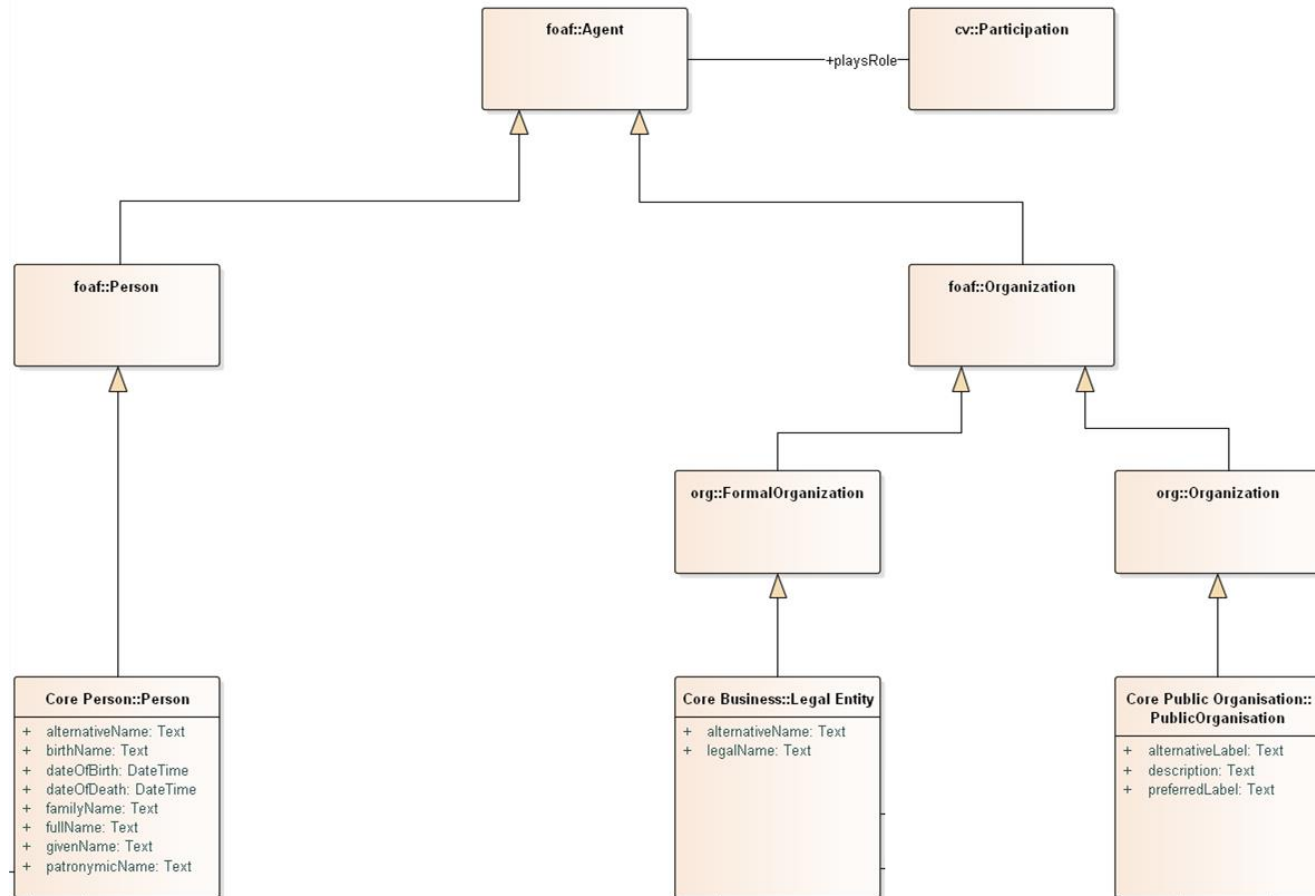 foaf::Agent
+playsRole
cv::Participation
foaf::Person
foaf::Organization
org::FormalOrganization
org::Organization
Core Person::Person
+ alternativeName: Text
+ birthName: Text
+ dateOfBirth: DateTime
+ dateOfDeath: DateTime
+ familyName: Text
+ fullName: Text
+ givenName: Text
+ patronymicName: Text
Core Business::Legal Entity
+ alternativeName: Text
+ legalName: Text
Core Public Organisation::
PublicOrganisation
+ alternativeLabel: Text
+ description: Text
+ preferredLabel: Text